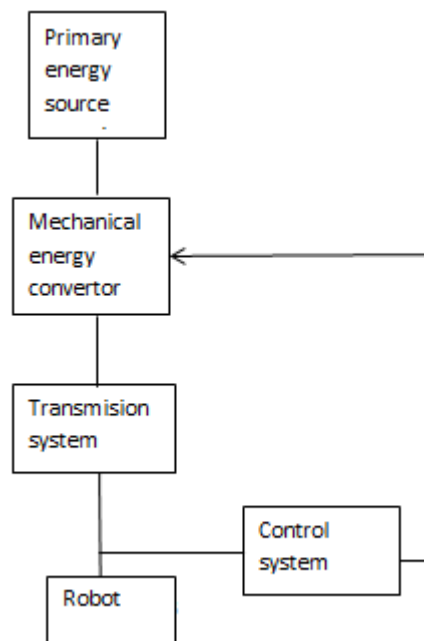 Primary
energy
source
Mechanical
energy
convertor
Transmision
system
Control
system
Robot